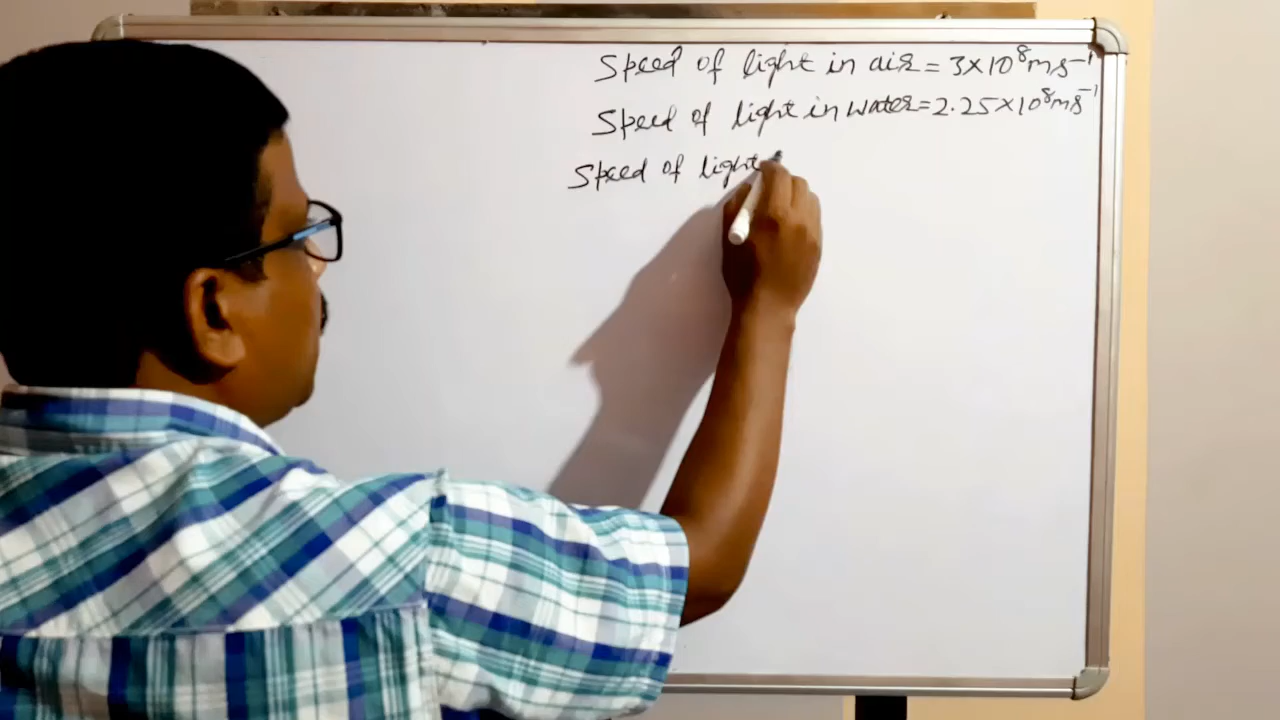 Speed of light in air = 3×10⁸ms⁻¹
Speed of light in water = 2.25×10⁸ms⁻¹
Speed of light